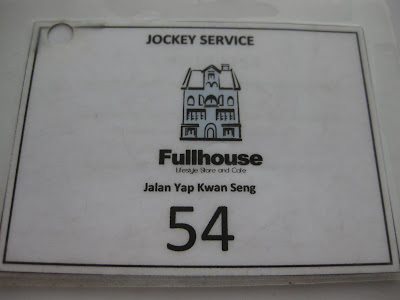 JOCKEY SERVICE
Fullhouse
Lifestyle Store and Cafe
Jalan Yap Kwan Seng
54